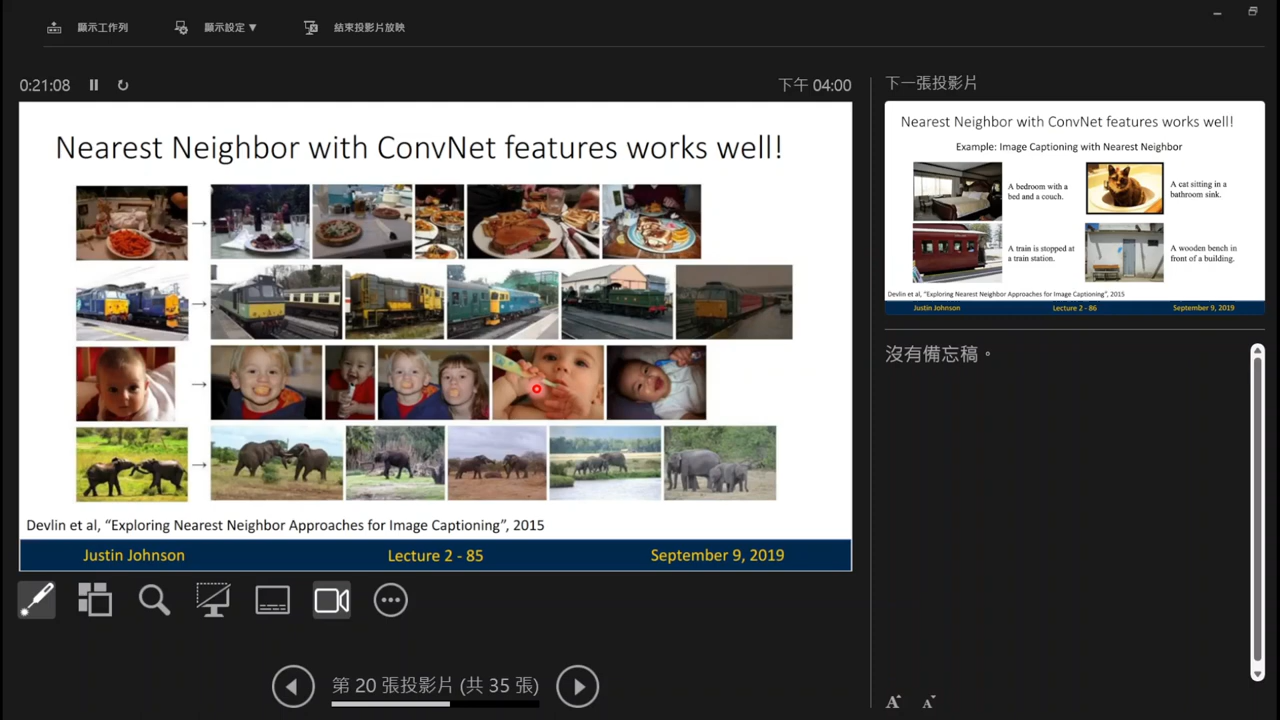 顯示工作列
顯示設定 ▼
結束投影片放映
0:21:08
下午 04:00
Nearest Neighbor with ConvNet features works well!
Devlin et al, “Exploring Nearest Neighbor Approaches for Image Captioning”, 2015
Justin Johnson
Lecture 2 - 85
September 9, 2019
第 20 張投影片 (共 35 張)
下一張投影片
Nearest Neighbor with ConvNet features works well!
Example: Image Captioning with Nearest Neighbor
A bedroom with a
bed and a couch.
A cat sitting in a
bathroom sink.
A train is stopped at
a train station.
A wooden bench in
front of a building.
Devlin et al, “Exploring Nearest Neighbor Approaches for Image Captioning”, 2015
Justin Johnson
Lecture 2 - 86
September 9, 2019
沒有備忘稿。
A
A